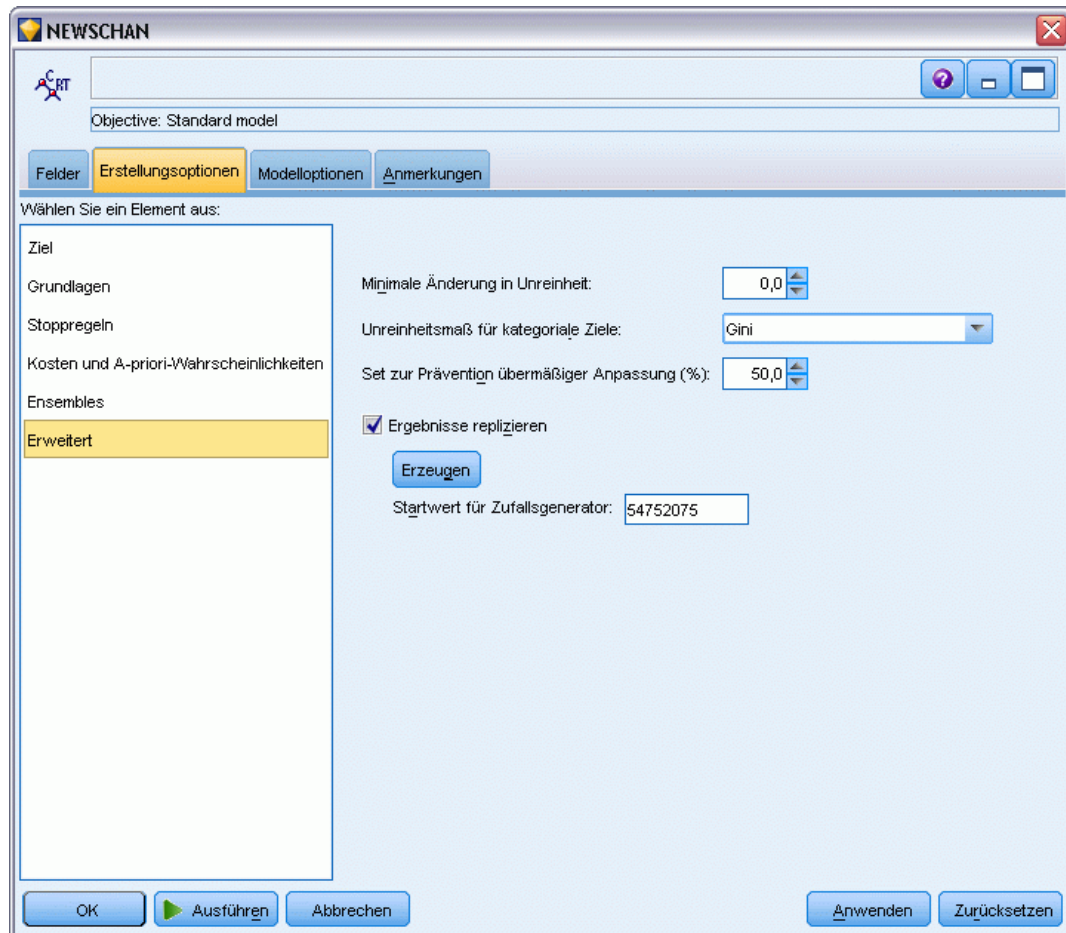 NEWSCHAN
C RT
Objective: Standard model
Felder Erstellungsoptionen Modelloptionen Anmerkungen
Wählen Sie ein Element aus:
Ziel
Grundlagen
Stoppregeln
Kosten und A-priori-Wahrscheinlichkeiten
Ensembles
Erweitert
Minimale Änderung in Unreinheit: 0,0
Unreinheitsmaß für kategoriale Ziele: Gini
Set zur Prävention übermäßiger Anpassung (%): 50,0
Ergebnisse replizieren
Erzeugen
Startwert für Zufallsgenerator: 54752075
OK Ausführen Abbrechen Anwenden Zurücksetzen